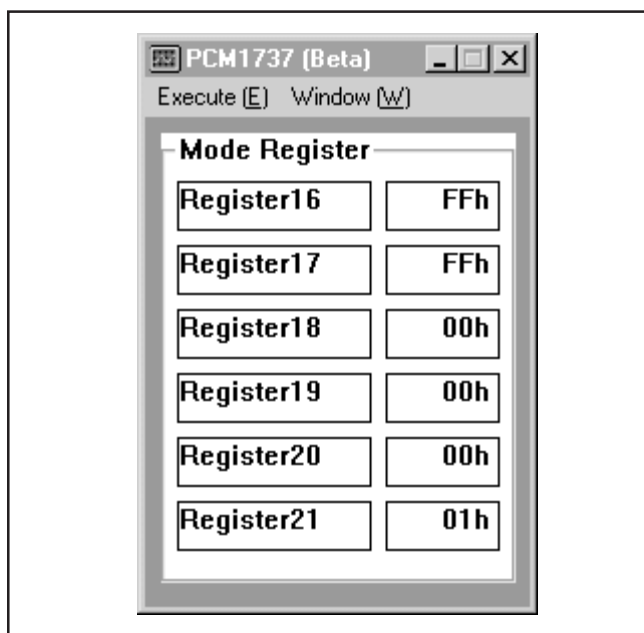 PCM1737 (Beta)
Execute (E) Window (W)
Mode Register
Register16 FFh
Register17 FFh
Register18 00h
Register19 00h
Register20 00h
Register21 01h